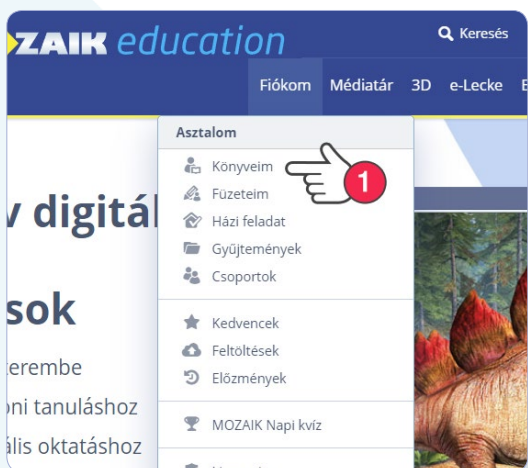 ZAIK education
Keresés
Fiókom Médiatár 3D e-Lecke
Asztalom
Könyveim
1
Füzeteim
Házi feladat
Gyűjtemények
Csoportok
Kedvencek
Feltöltések
Előzmények
MOZAIK Napi kvíz
v digitál
sok
terembe
oni tanuláshoz
ális oktatáshoz